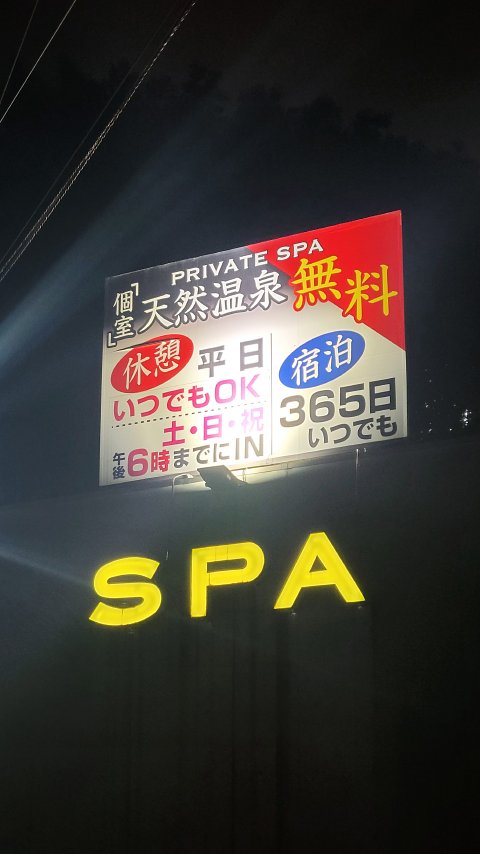 PRIVATE SPA
「個室」天然温泉無料
休憩 平日
いつでもOK
土・日・祝
午後6時までにIN
宿泊
365日
いつでも
SPA